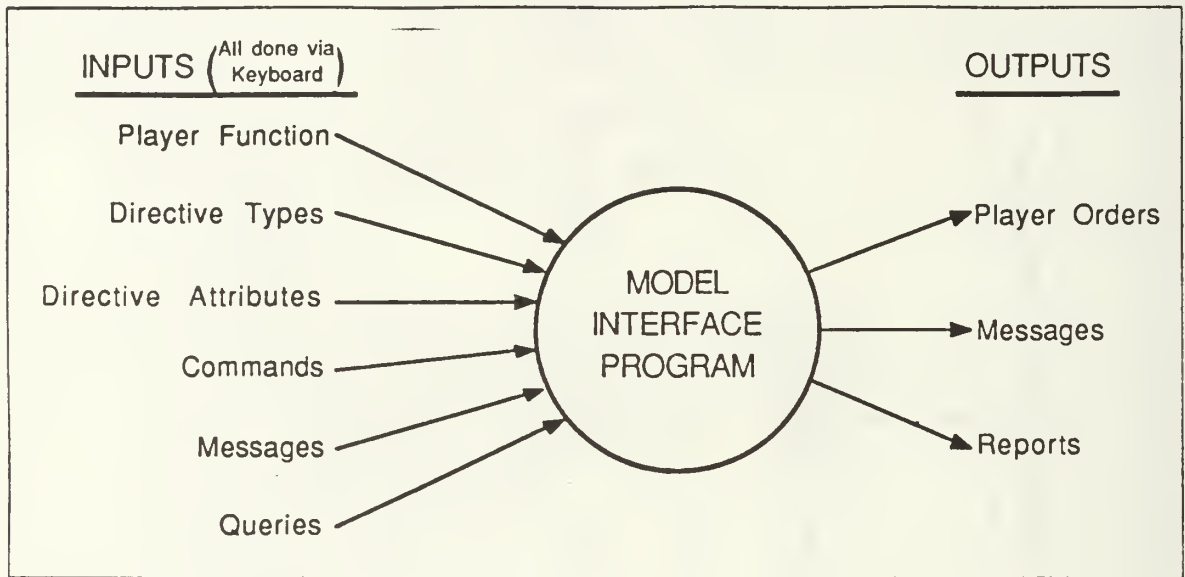 INPUTS (All done via
Keyboard)
Player Function
Directive Types
Directive Attributes
Commands
Messages
Queries
MODEL
INTERFACE
PROGRAM
OUTPUTS
Player Orders
Messages
Reports